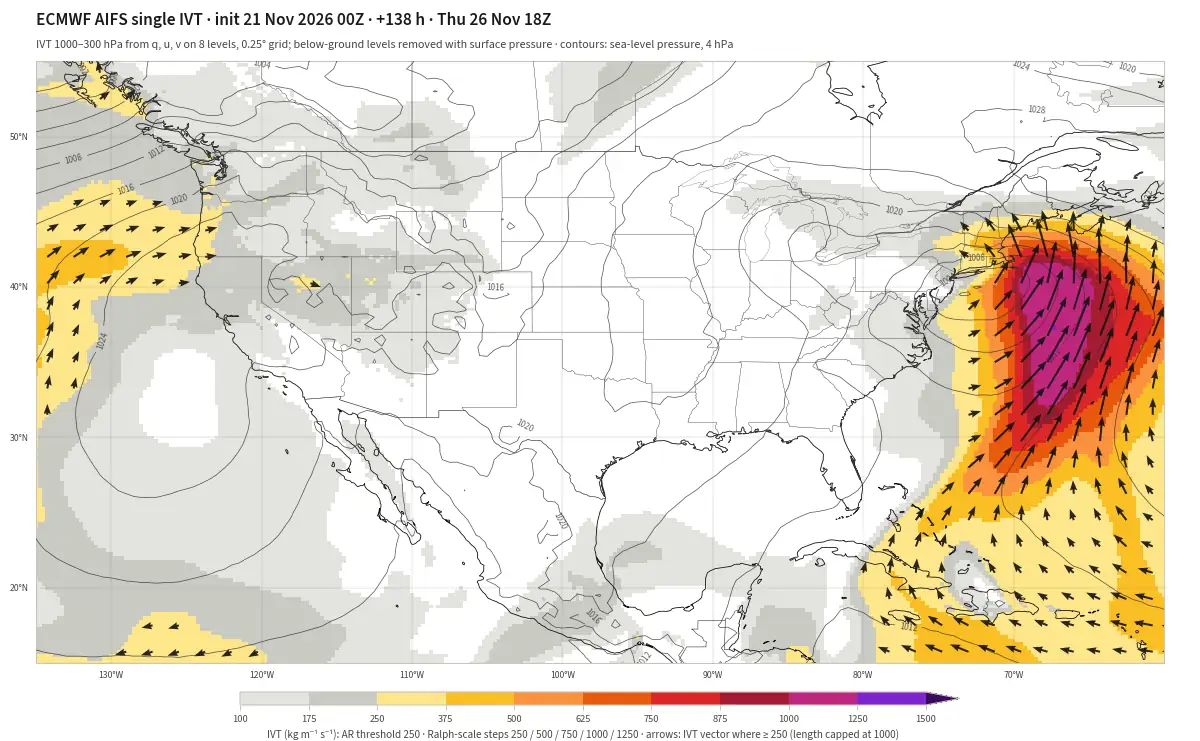 ECMWF AIFS single IVT · init 21 Nov 2026 00Z · +138 h · Thu 26 Nov 18Z
IVT 1000–300 hPa from q, u, v on 8 levels, 0.25° grid; below-ground levels removed with surface pressure · contours: sea-level pressure, 4 hPa
1004
1024
1020
1028
50°N
1008
1012
1016
1020
1020
1008
40°N
1016
1024
30°N
1020
1020
20°N
1016
1012
1012
130°W
120°W
110°W
100°W
90°W
80°W
70°W
100
175
250
375
500
625
750
875
1000
1250
1500
IVT (kg m⁻¹ s⁻¹): AR threshold 250 · Ralph-scale steps 250 / 500 / 750 / 1000 / 1250 · arrows: IVT vector where ≥ 250 (length capped at 1000)